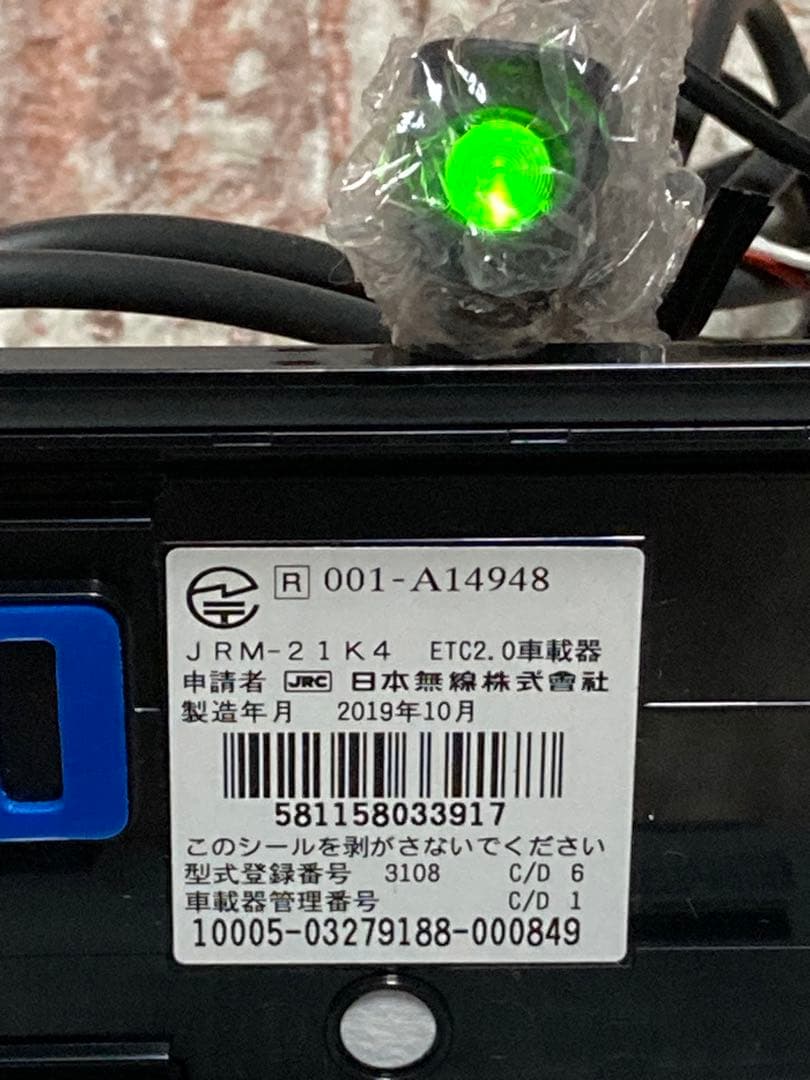 R 001-A14948
JRM-21K4 ETC2.0車載器
申請者 JRC 日本無線株式會社
製造年月 2019年10月
581158033917
このシールを剥がさないでください
型式登録番号 3108 C/D 6
車載器管理番号 C/D 1
10005-03279188-000849